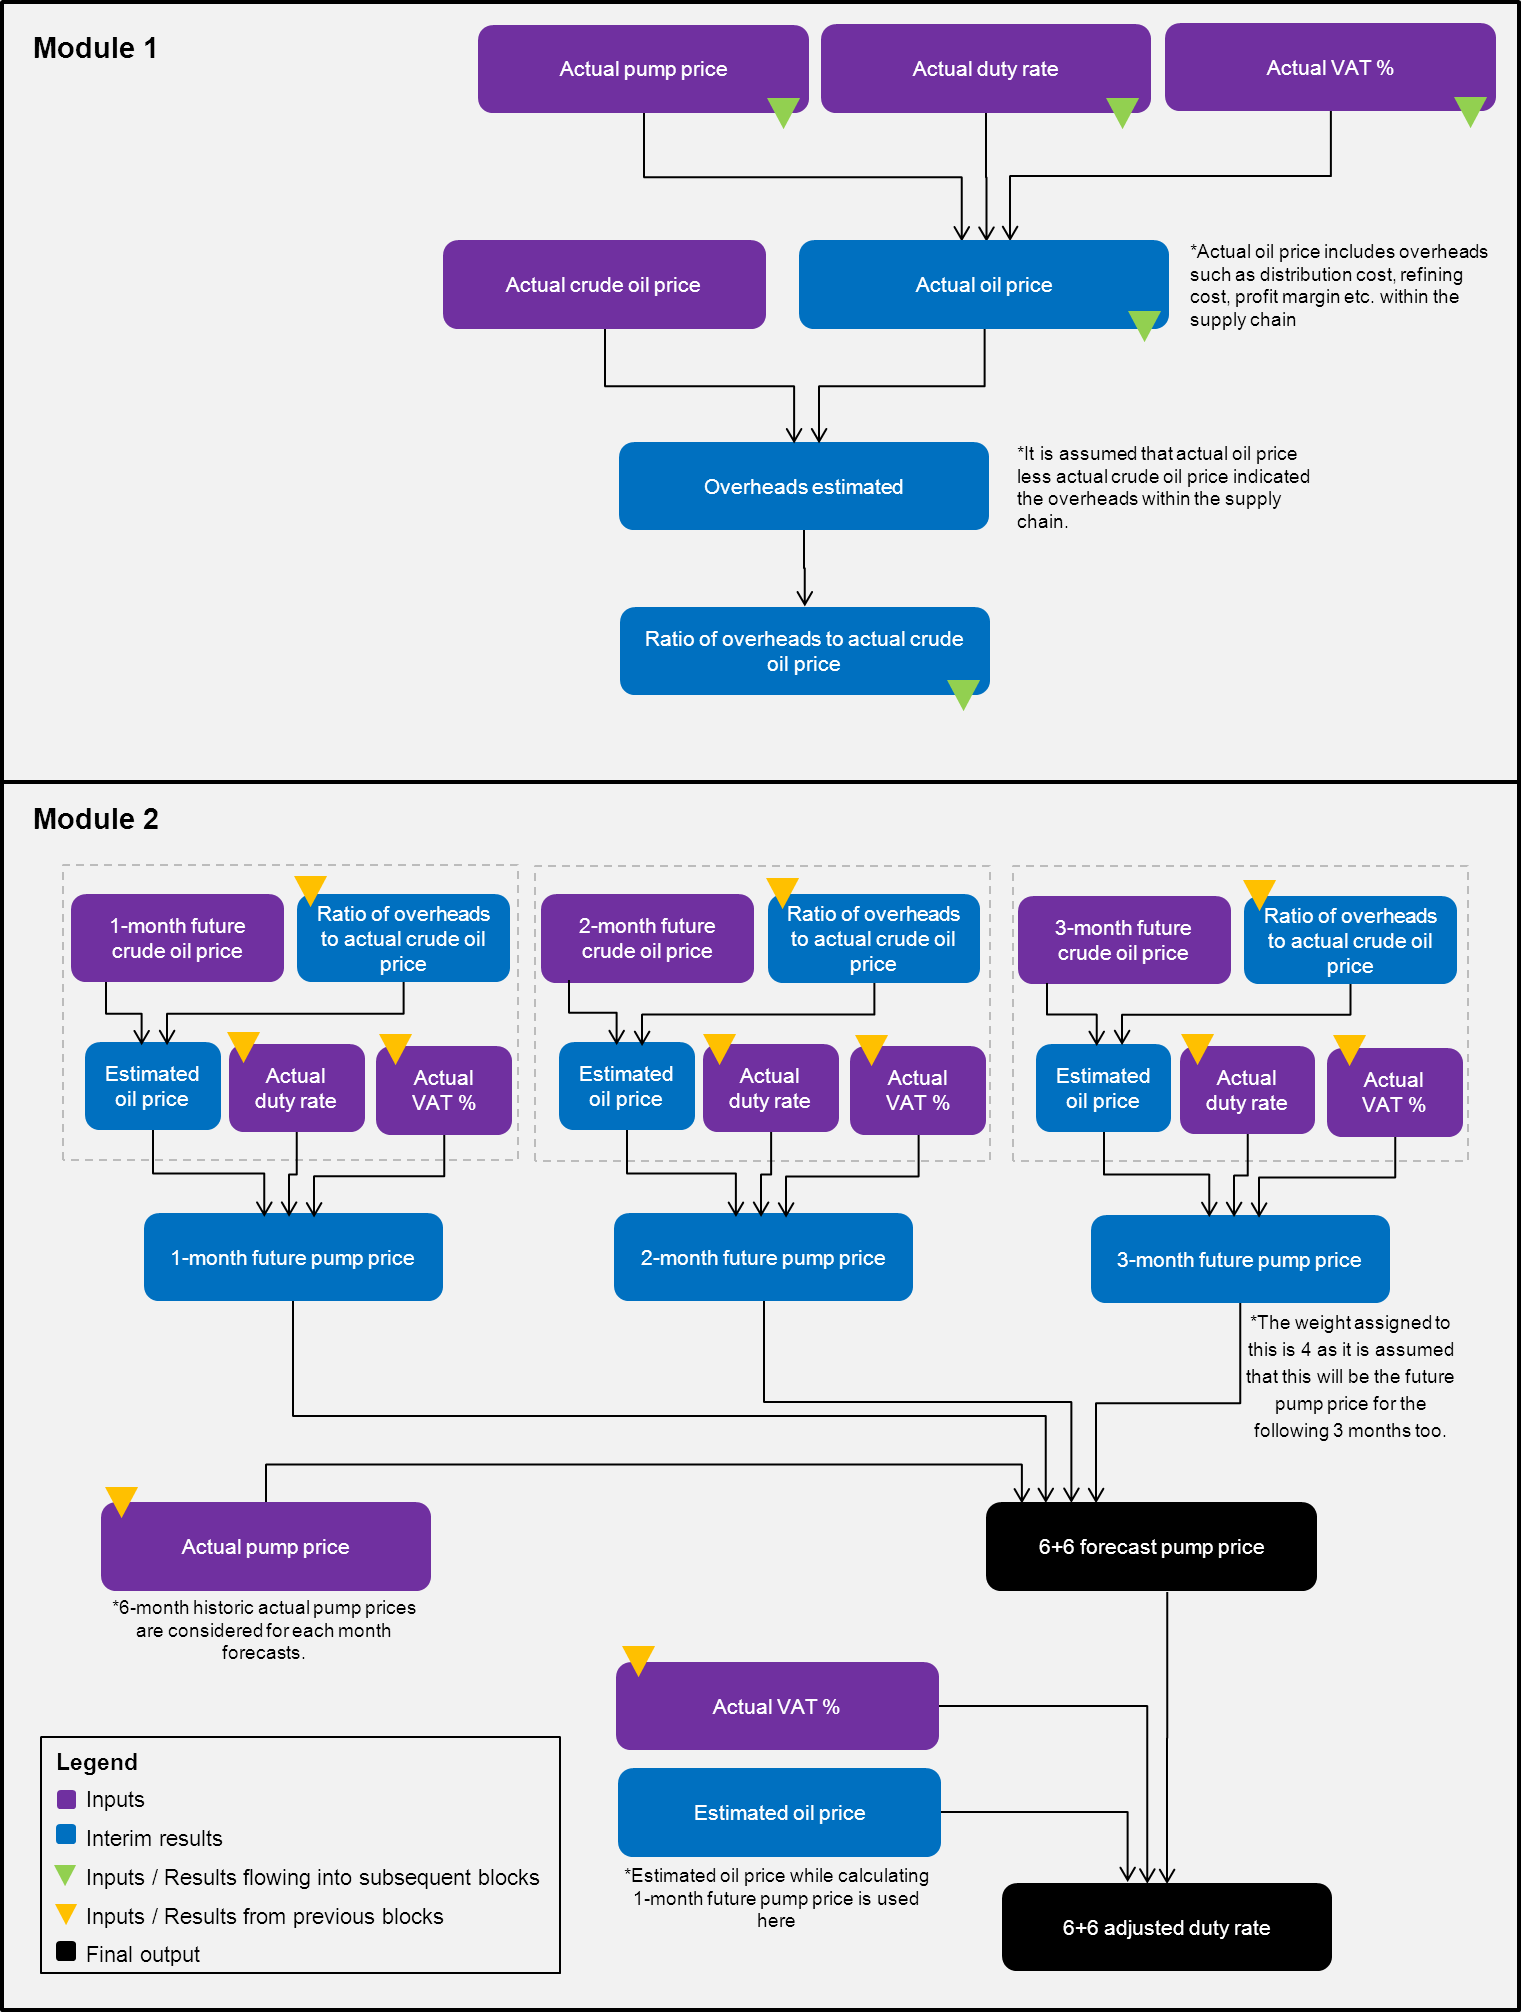 Module 1
Actual pump price
Actual duty rate
Actual VAT %
Actual crude oil price
Actual oil price
*Actual oil price includes overheads
such as distribution cost, refining
cost, profit margin etc. within the
supply chain
Overheads estimated
*It is assumed that actual oil price
less actual crude oil price indicated
the overheads within the supply
chain.
Ratio of overheads to actual crude
oil price
Module 2
1-month future
crude oil price
Ratio of overheads
to actual crude oil
price
2-month future
crude oil price
Ratio of overheads
to actual crude oil
price
3-month future
crude oil price
Ratio of overheads
to actual crude oil
price
Estimated
oil price
Actual
duty rate
Actual
VAT %
Estimated
oil price
Actual
duty rate
Actual
VAT %
Estimated
oil price
Actual
duty rate
Actual
VAT %
1-month future pump price
2-month future pump price
3-month future pump price
*The weight assigned to
this is 4 as it is assumed
that this will be the future
pump price for the
following 3 months too.
Actual pump price
*6-month historic actual pump prices
are considered for each month
forecasts.
6+6 forecast pump price
Actual VAT %
Estimated oil price
*Estimated oil price while calculating
1-month future pump price is used
here
6+6 adjusted duty rate
Legend
Inputs
Interim results
Inputs / Results flowing into subsequent blocks
Inputs / Results from previous blocks
Final output